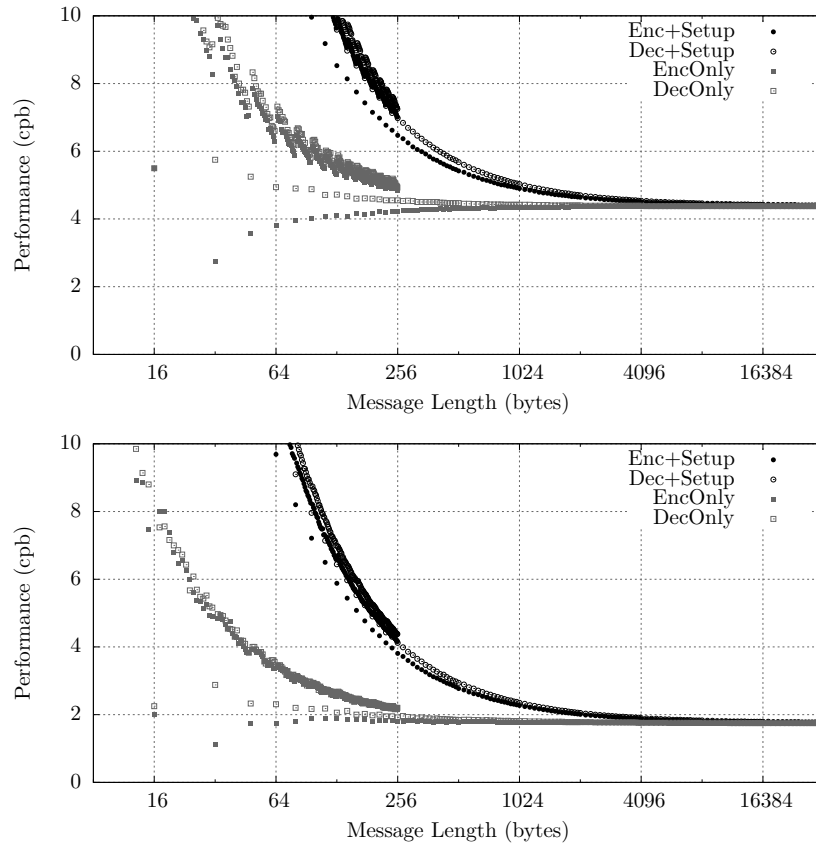 10
8
6
4
2
0
Performance (cpb)
Enc+Setup
Dec+Setup
EncOnly
DecOnly
16 64 256 1024 4096 16384
Message Length (bytes)
10
8
6
4
2
0
Performance (cpb)
Enc+Setup
Dec+Setup
EncOnly
DecOnly
16 64 256 1024 4096 16384
Message Length (bytes)